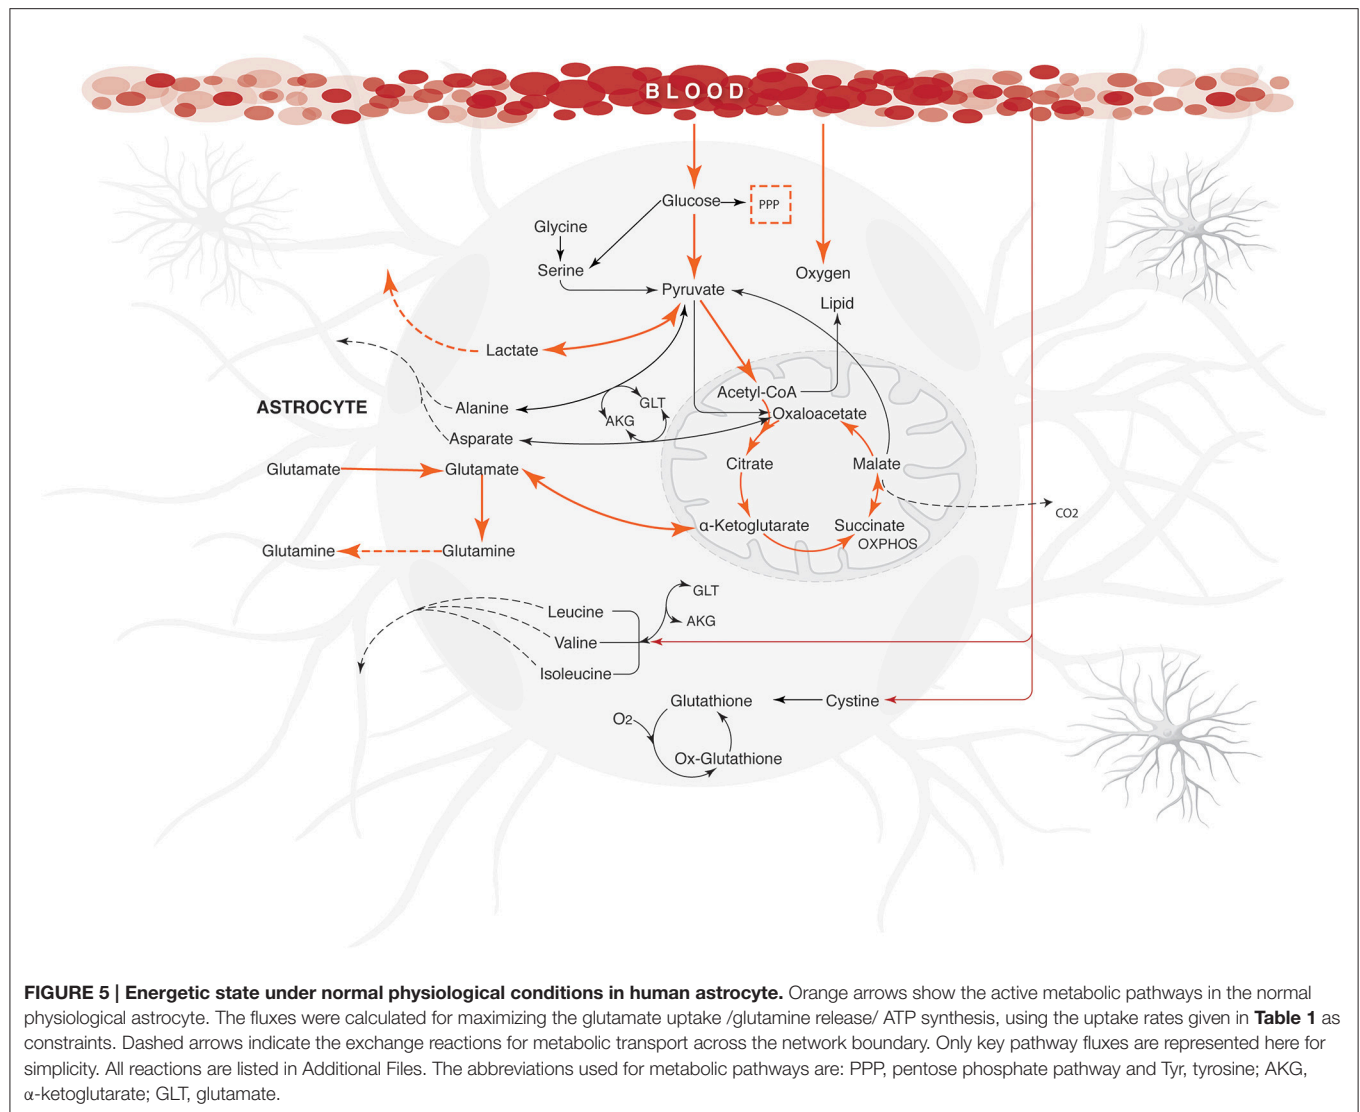 BLOOD
Glucose
PPP
Glycine
Serine
Oxygen
Pyruvate
Lipid
Lactate
Acetyl-CoA
GLT
ASTROCYTE
Alanine
AKG
Oxaloacetate
Asparate
Glutamate
Glutamate
Citrate
Malate
CO2
α-Ketoglutarate
Succinate
OXPHOS
Glutamine
Glutamine
GLT
Leucine
AKG
Valine
Isoleucine
Glutathione
Cystine
O2
Ox-Glutathione
FIGURE 5 | Energetic state under normal physiological conditions in human astrocyte. Orange arrows show the active metabolic pathways in the normal
physiological astrocyte. The fluxes were calculated for maximizing the glutamate uptake /glutamine release/ ATP synthesis, using the uptake rates given in Table 1 as
constraints. Dashed arrows indicate the exchange reactions for metabolic transport across the network boundary. Only key pathway fluxes are represented here for
simplicity. All reactions are listed in Additional Files. The abbreviations used for metabolic pathways are: PPP, pentose phosphate pathway and Tyr, tyrosine; AKG,
α-ketoglutarate; GLT, glutamate.